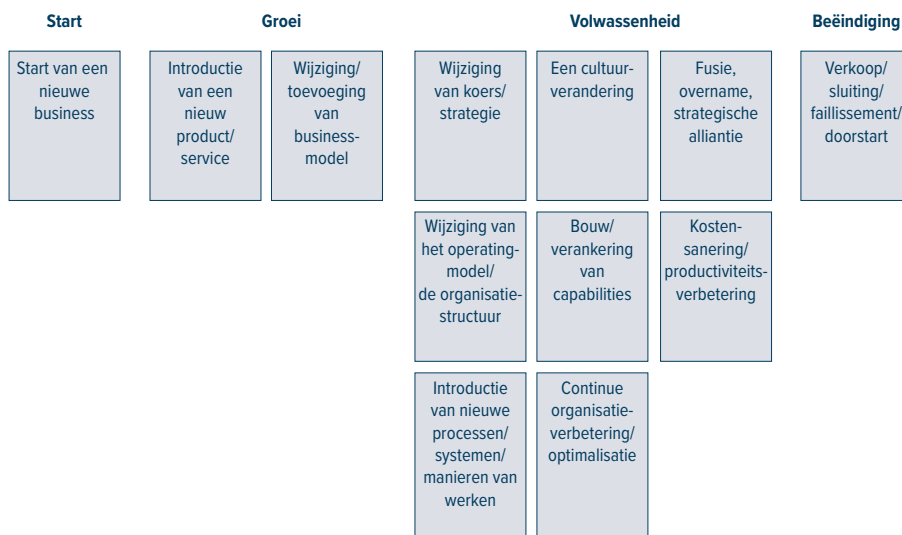 Start
Groei
Volwassenheid
Beëindiging
Start van een
nieuwe
business
Introductie
van een
nieuw
product/
service
Wijziging/
toevoeging
van
business-
model
Wijziging
van koers/
strategie
Een cultuur-
verandering
Fusie,
overname,
strategische
alliantie
Verkoop/
sluiting/
faillissement/
doorstart
Wijziging van
het operating-
model/
de organisatie-
structuur
Bouw/
verankering
van
capabilities
Kosten-
sanering/
productiviteits-
verbetering
Introductie
van nieuwe
processen/
systemen/
manieren van
werken
Continue
organisatie-
verbetering/
optimalisatie